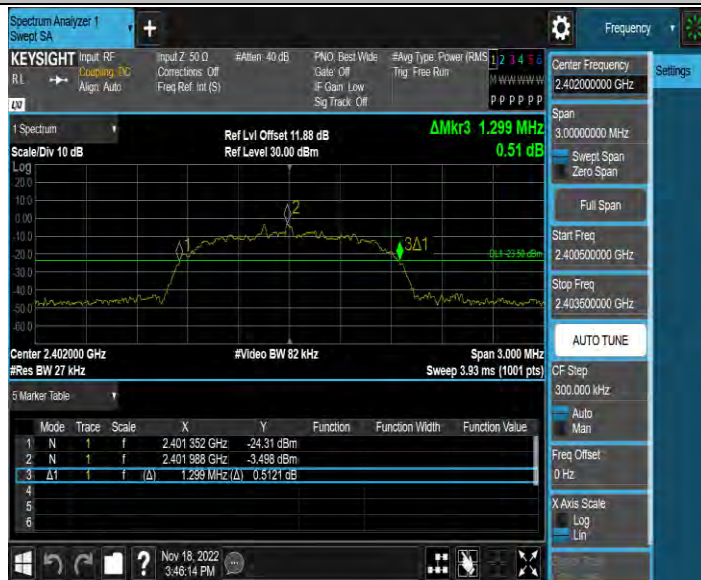 Spectrum Analyzer 1
Swept SA
+
Frequency
KEYSIGHT
RL
Input: RF
Coupling: DC
Align: Auto
Input Z: 50 Ω
Corrections: Off
Freq Ref: Int (S)
#Atten: 40 dB
PNO: Best Wide
Gate: Off
IF Gain: Low
Sig Track: Off
#Avg Type: Power (RMS
Trig: Free Run
1 2 3 4 5 6
M W W W W W
P P P P P P
LXI
Center Frequency
2.402000000 GHz
Settings
Span
3.00000000 MHz
Swept Span
Zero Span
Full Span
Start Freq
2.400500000 GHz
Stop Freq
2.403500000 GHz
AUTO TUNE
CF Step
300.000 kHz
Auto
Man
Freq Offset
0 Hz
X Axis Scale
Log
Lin
1 Spectrum
Scale/Div 10 dB
Ref Lvl Offset 11.88 dB
Ref Level 30.00 dBm
ΔMkr3 1.299 MHz
0.51 dB
Log
20.0
10.0
0.00
-10.0
-20.0
-30.0
-40.0
-50.0
-60.0
1
2
3Δ1
DL1 -23.50 dBm
Center 2.402000 GHz
#Res BW 27 kHz
#Video BW 82 kHz
Span 3.000 MHz
Sweep 3.93 ms (1001 pts)
5 Marker Table
Mode Trace Scale X Y Function Function Width Function Value
1 N 1 f 2.401 352 GHz -24.31 dBm
2 N 1 f 2.401 988 GHz -3.498 dBm
3 Δ1 1 f (Δ) 1.299 MHz (Δ) 0.5121 dB
4
5
6
?
Nov 18, 2022
3:46:14 PM